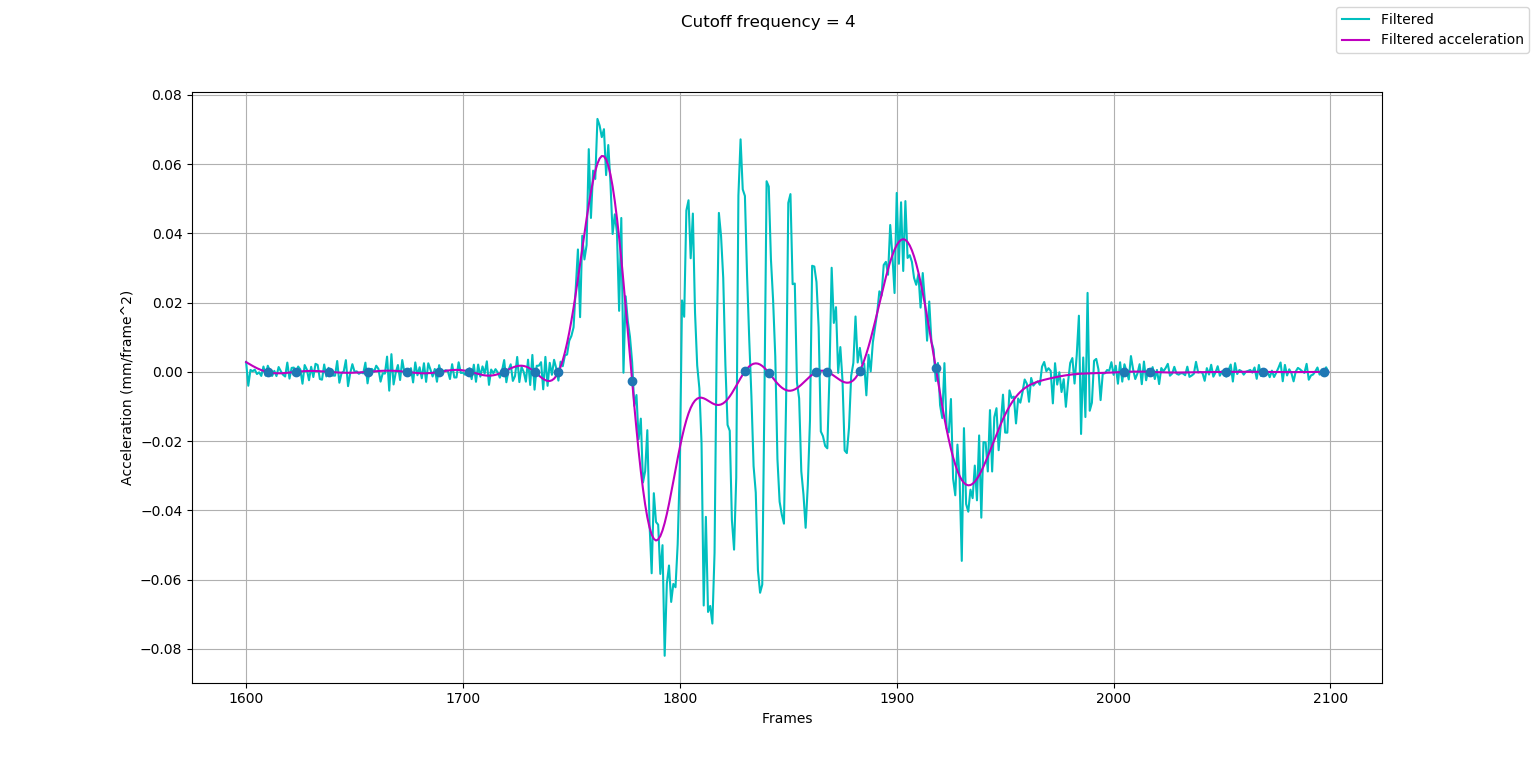 Cutoff frequency = 4
Filtered
Filtered acceleration
Acceleration (mm/frame^2)
0.08
0.06
0.04
0.02
0.00
−0.02
−0.04
−0.06
−0.08
1600 1700 1800 1900 2000 2100
Frames